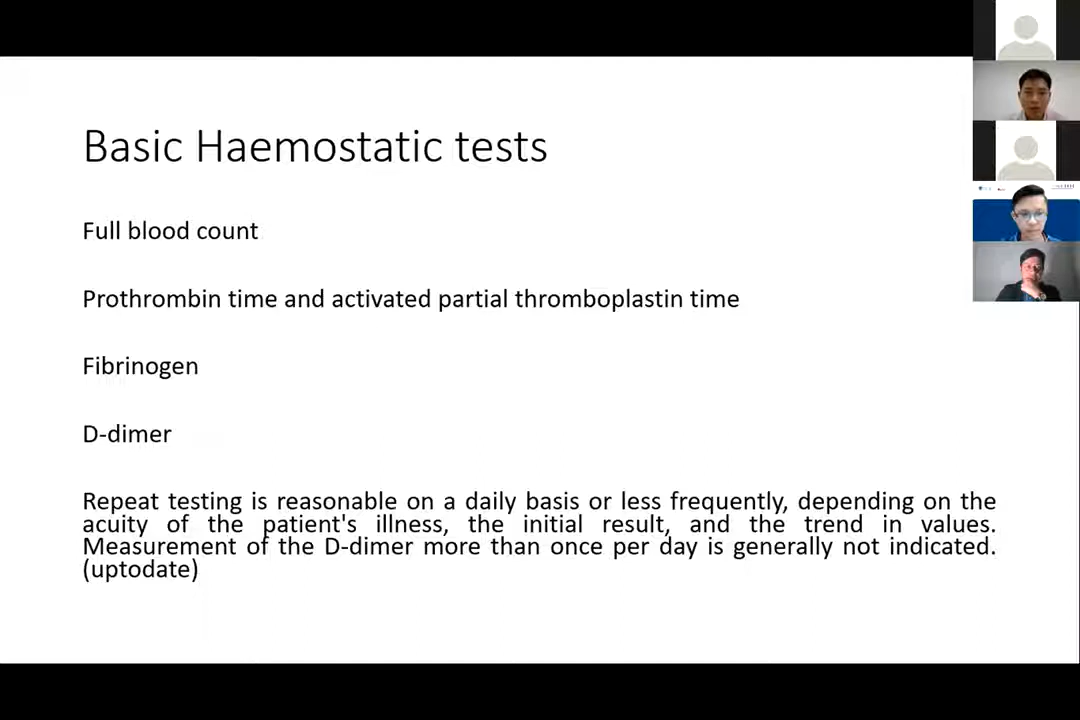 Basic Haemostatic tests
Full blood count
Prothrombin time and activated partial thromboplastin time
Fibrinogen
D-dimer
Repeat testing is reasonable on a daily basis or less frequently, depending on the
acuity of the patient's illness, the initial result, and the trend in values.
Measurement of the D-dimer more than once per day is generally not indicated.
(uptodate)